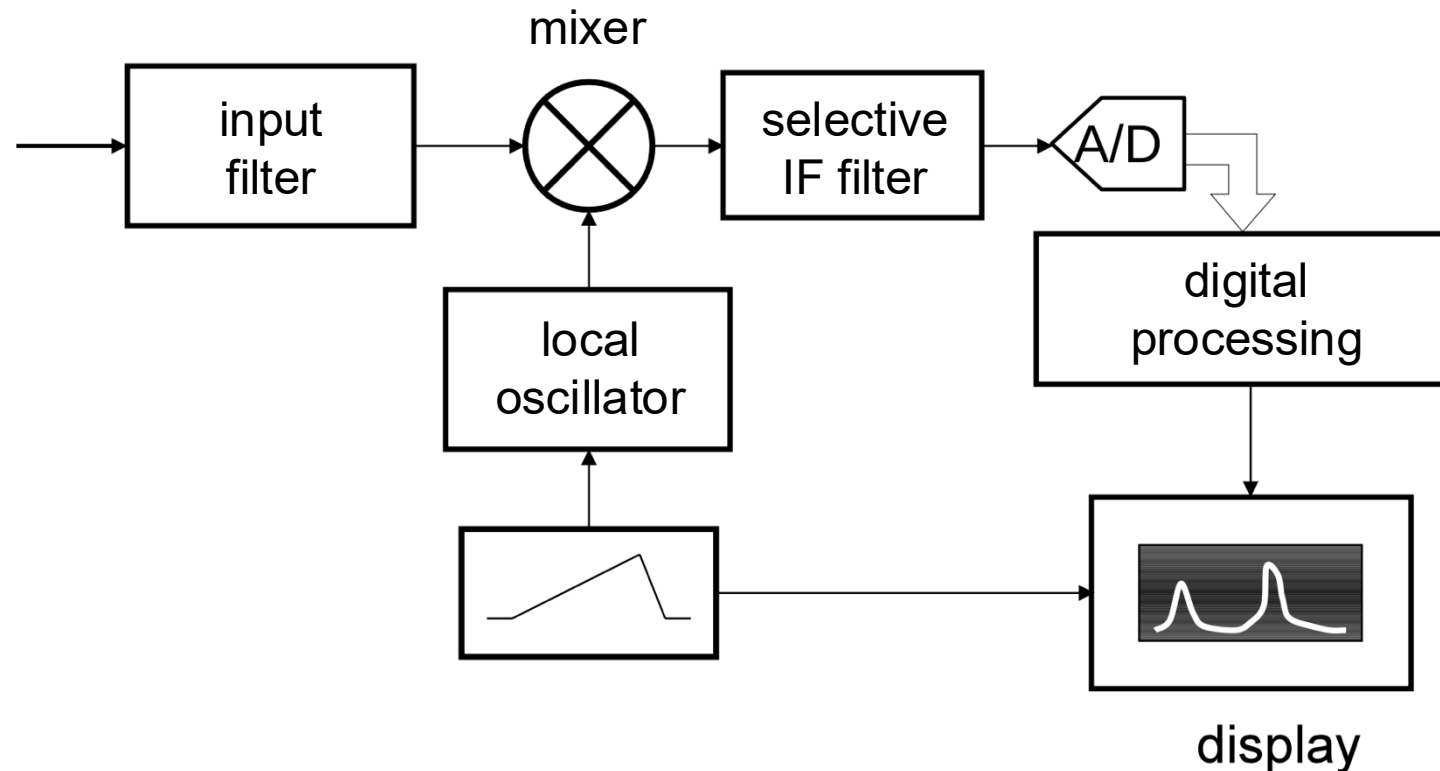 mixer
input
filter
selective
IF filter
A/D
digital
processing
local
oscillator
display